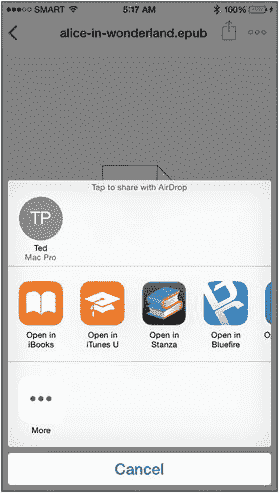 SMART 5:17 AM 100%
alice-in-wonderland.epub
Tap to share with AirDrop
TP
Ted
Mac Pro
Open in
iBooks
Open in
iTunes U
Open in
Stanza
Open in
Bluefire
More
Cancel